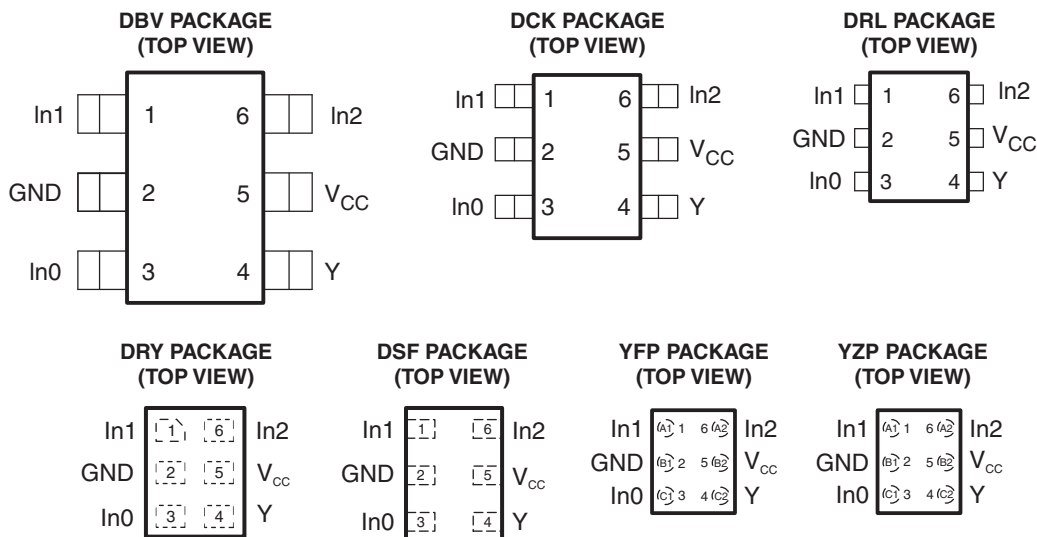 DBV PACKAGE
(TOP VIEW)
In1 1 6 In2
GND 2 5 VCC
In0 3 4 Y
DCK PACKAGE
(TOP VIEW)
In1 1 6 In2
GND 2 5 VCC
In0 3 4 Y
DRL PACKAGE
(TOP VIEW)
In1 1 6 In2
GND 2 5 VCC
In0 3 4 Y
DRY PACKAGE
(TOP VIEW)
In1 1 6 In2
GND 2 5 VCC
In0 3 4 Y
DSF PACKAGE
(TOP VIEW)
In1 1 6 In2
GND 2 5 VCC
In0 3 4 Y
YFP PACKAGE
(TOP VIEW)
In1 A1 1 6 A2 In2
GND B1 2 5 B2 VCC
In0 C1 3 4 C2 Y
YZP PACKAGE
(TOP VIEW)
In1 A1 1 6 A2 In2
GND B1 2 5 B2 VCC
In0 C1 3 4 C2 Y